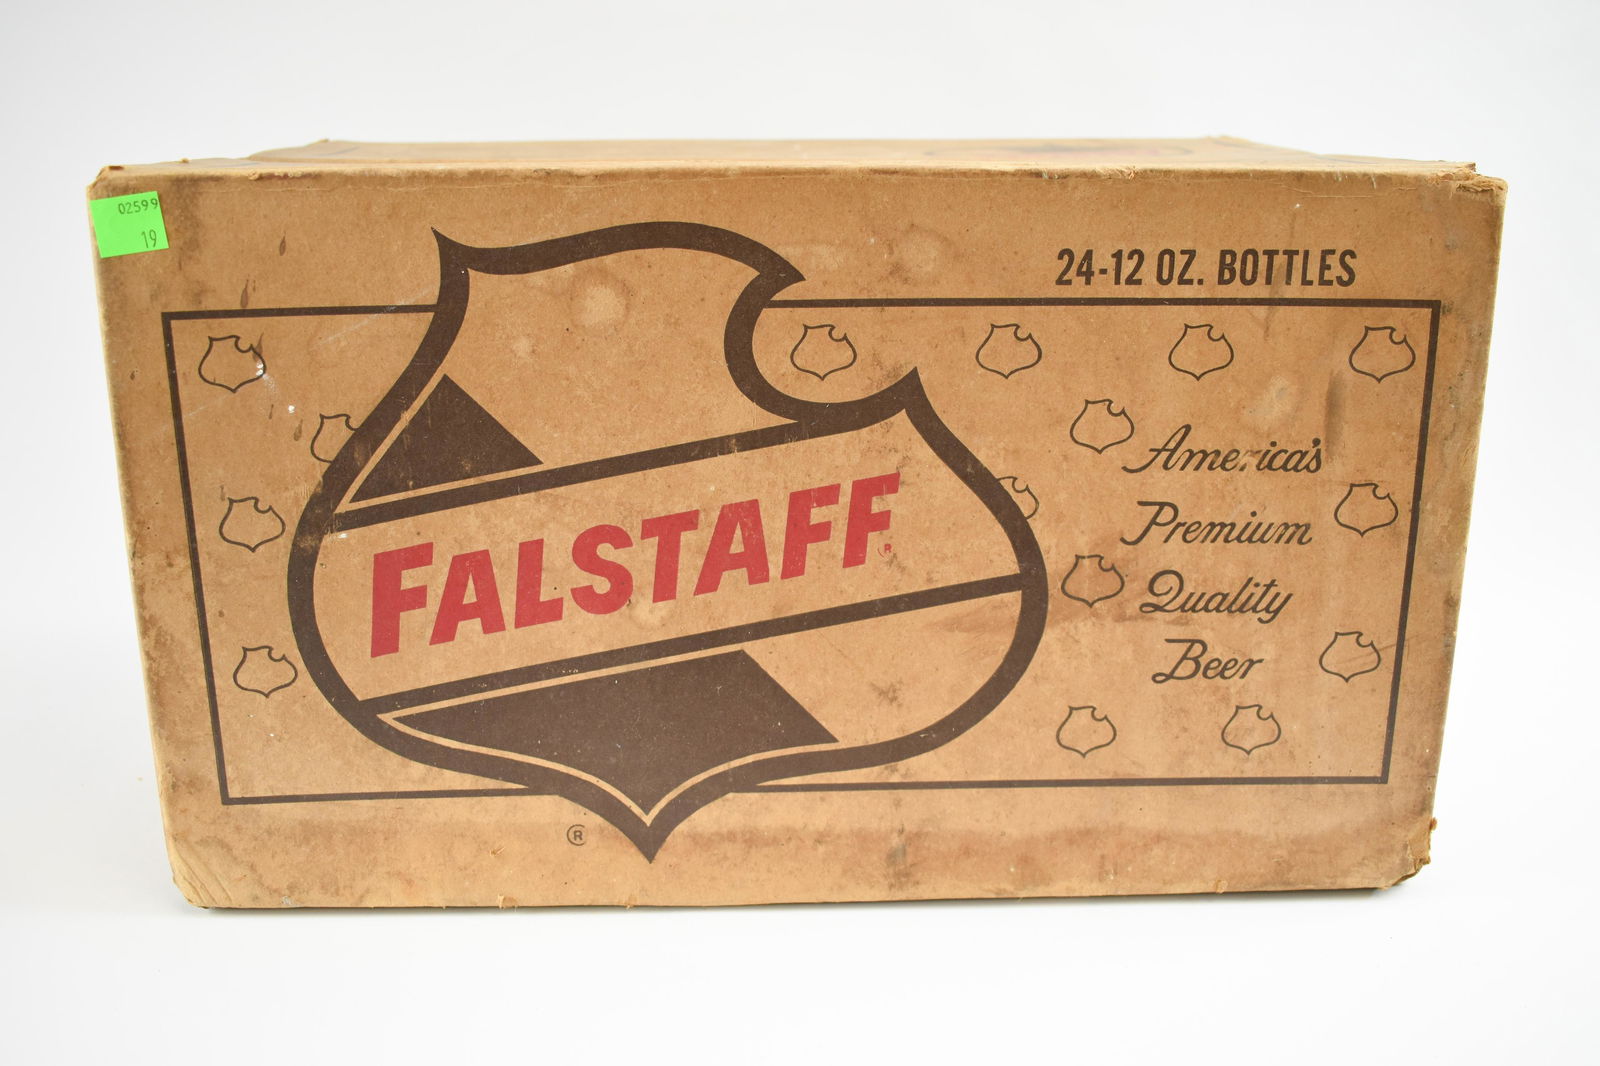 02599
19
24-12 OZ. BOTTLES
FALSTAFF®
America's
Premium
Quality
Beer
®